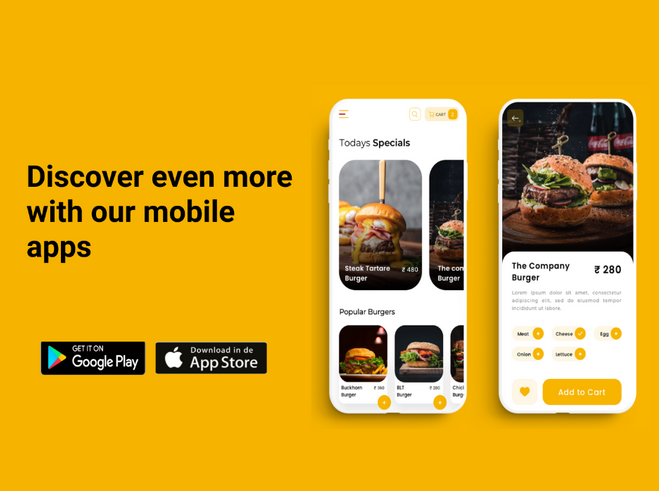 Discover even more
with our mobile
apps
GET IT ON
Google Play
Download in de
App Store
CART
Todays Specials
Steak Tartare
Burger
₹ 480
The com
Burger
Popular Burgers
Buckhorn
Burger
BLT
Burger
Chic
Burg
The Company
Burger
₹ 280
Lorem ipsum dolor sit amet, consectetur
adipiscing elit, sed do eiusmod tempor
incididunt ut labore.
Meat
Cheese
Egg
Onion
Lettuce
Add to Cart